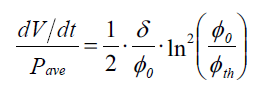 dV/dt / P_ave = 1/2 · δ/ϕ_0 · ln²(ϕ_0/ϕ_th)